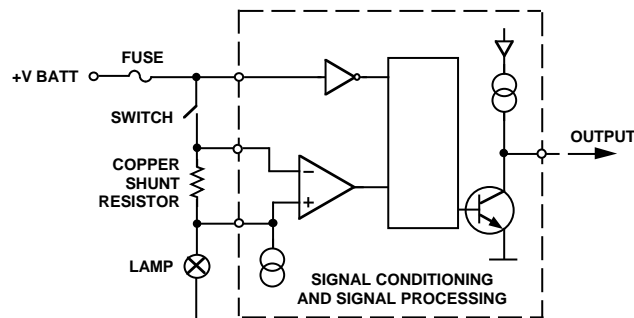 FUSE
+V BATT
OUTPUT
SWITCH
COPPER
SHUNT
RESISTOR
−
+
LAMP
SIGNAL CONDITIONING
AND SIGNAL PROCESSING